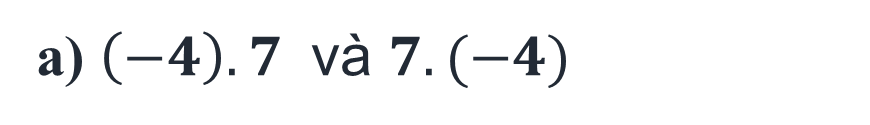 a) (−4). 7 và 7. (−4)